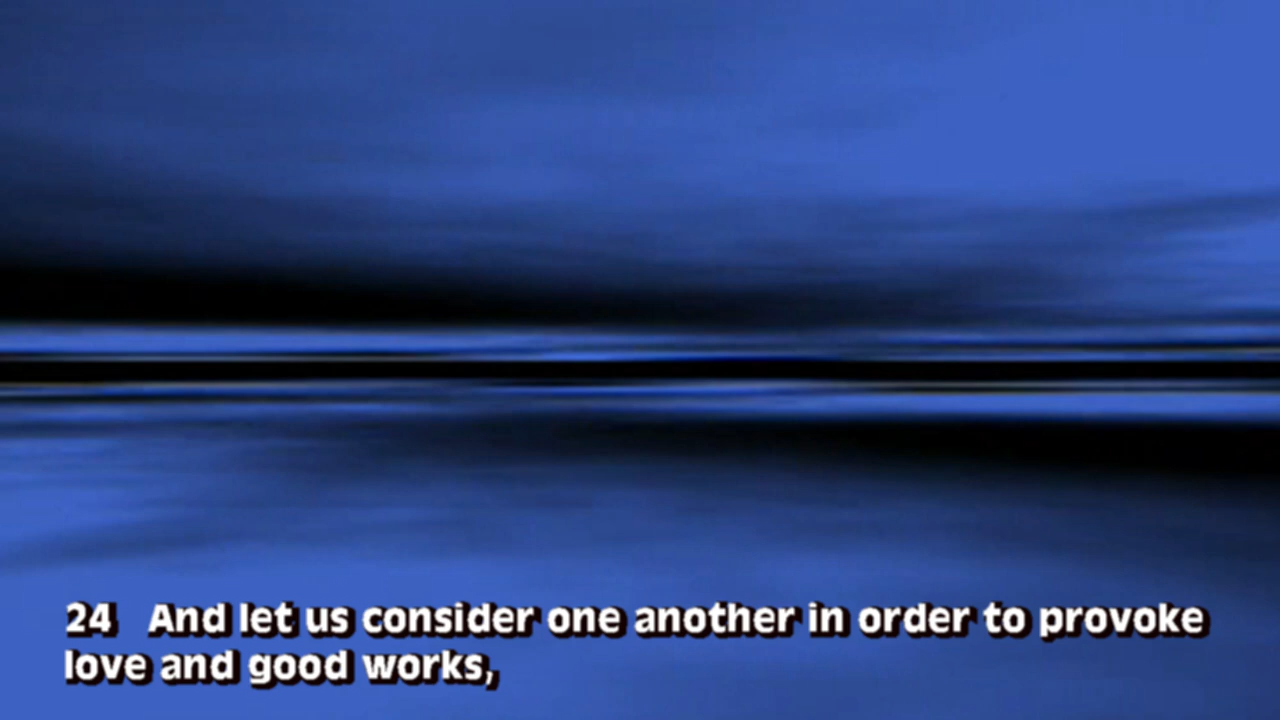 24 And let us consider one another in order to provoke
love and good works,